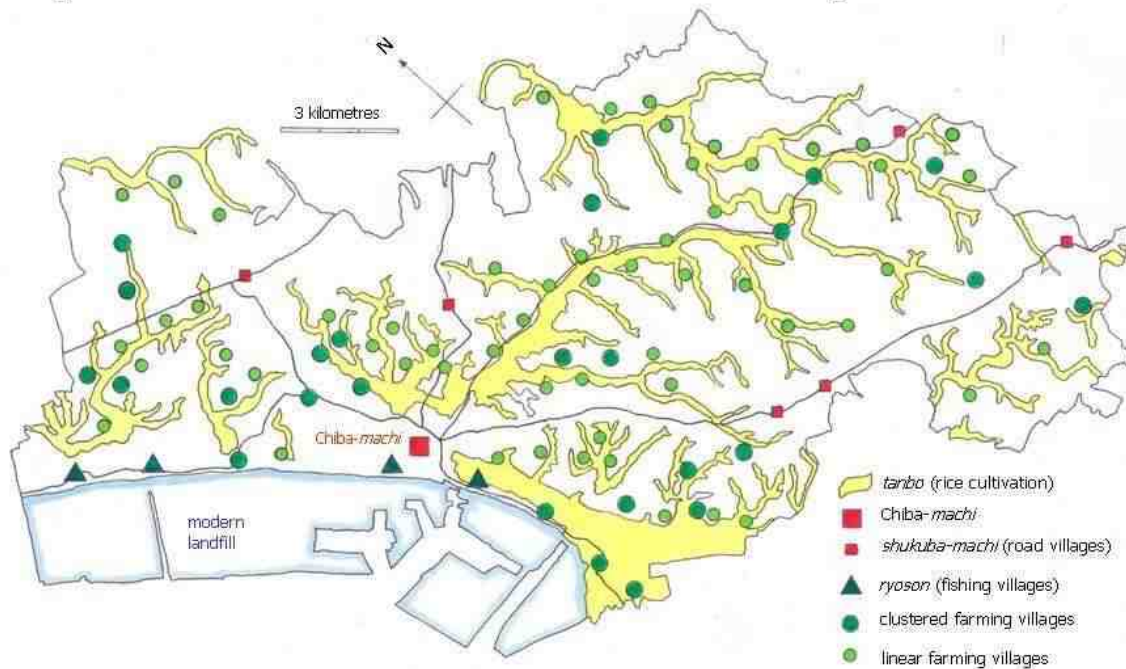 N
3 kilometres
Chiba-machi
modern
landfill
tanbo (rice cultivation)
Chiba-machi
shukuba-machi (road villages)
ryoson (fishing villages)
clustered farming villages
linear farming villages